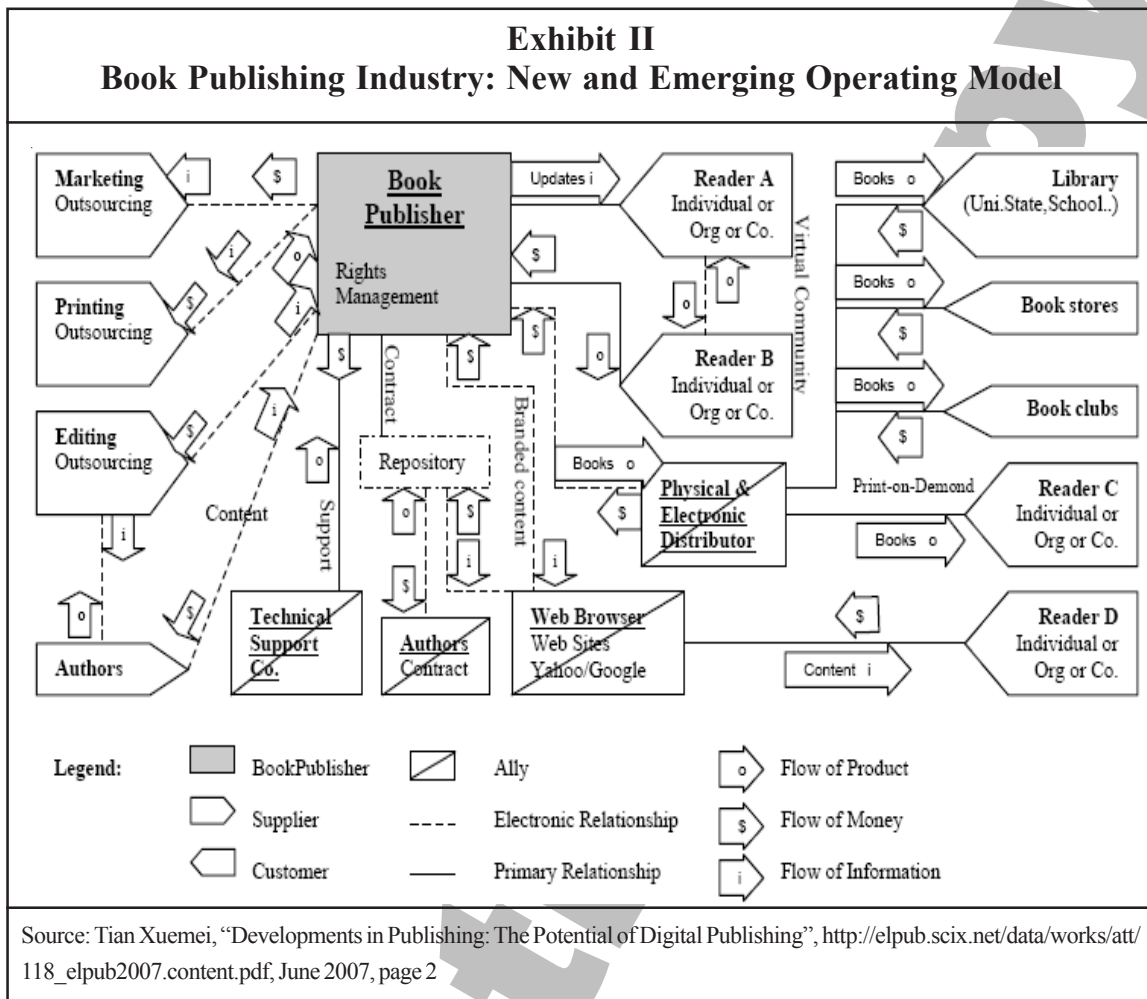 Exhibit II
Book Publishing Industry: New and Emerging Operating Model
Marketing
Outsourcing
i
$
Book
Publisher
Rights
Management
Updates i
Reader A
Individual or
Org or Co.
Virtual Community
Books o
Library
(Uni.State,School..)
$
i
$
o
i
$
o
o
Books o
Book stores
$
Printing
Outsourcing
$
Contract
$
$
o
Reader B
Individual or
Org or Co.
Books o
Book clubs
$
Editing
Outsourcing
$
i
Content
o
Support
Repository
Branded content
Books o
$
Physical &
Electronic
Distributor
Print-on-Demand
Books o
Reader C
Individual or
Org or Co.
i
o
$
Authors
o
$
$
i
i
Technical
Support
Co.
Authors
Contract
Web Browser
Web Sites
Yahoo/Google
$
Content i
Reader D
Individual or
Org or Co.
Legend:
BookPublisher
Ally
o
Flow of Product
Supplier
Electronic Relationship
$
Flow of Money
Customer
Primary Relationship
i
Flow of Information
Source: Tian Xuemei, “Developments in Publishing: The Potential of Digital Publishing”, http://elpub.scix.net/data/works/att/
118_elpub2007.content.pdf, June 2007, page 2